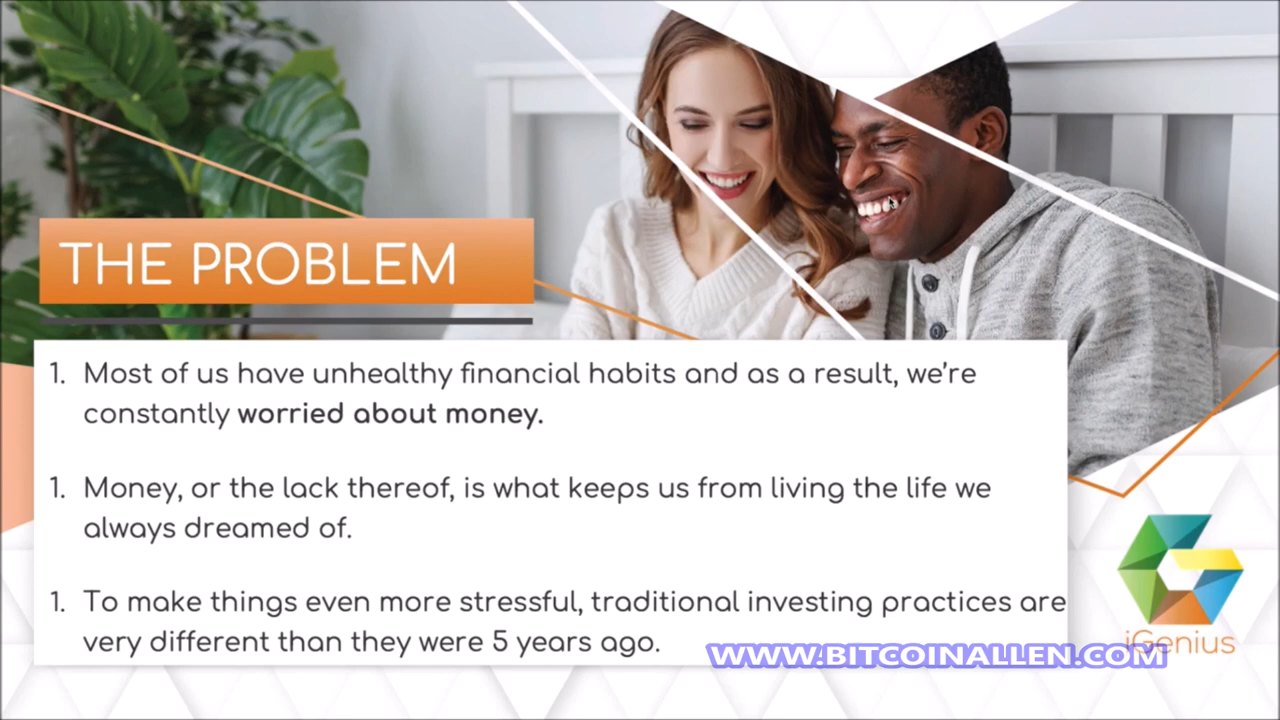 THE PROBLEM
1. Most of us have unhealthy financial habits and as a result, we’re
constantly worried about money.
1. Money, or the lack thereof, is what keeps us from living the life we
always dreamed of.
1. To make things even more stressful, traditional investing practices are
very different than they were 5 years ago.
iGenius
WWW.BITCOINALLEN.COM